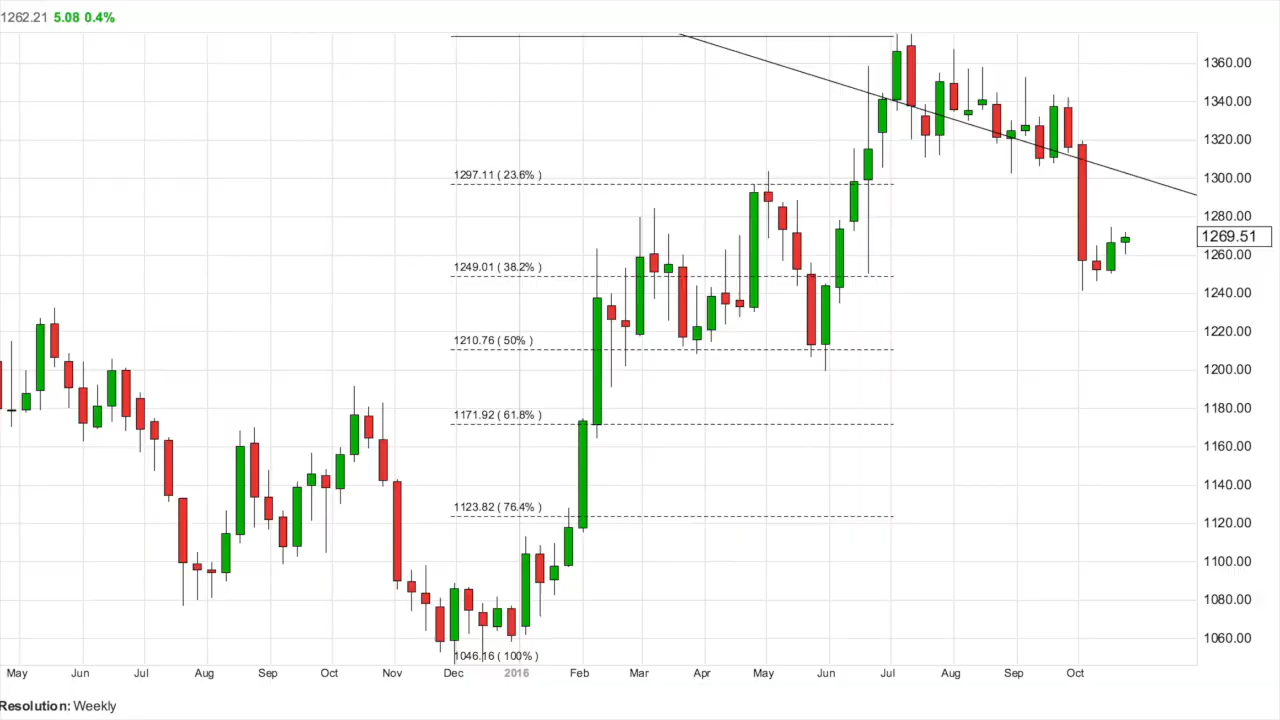 1262.21 5.08 0.4%
1360.00
1340.00
1320.00
1297.11 ( 23.6% )
1300.00
1280.00
1269.51
1260.00
1249.01 ( 38.2% )
1240.00
1220.00
1210.76 ( 50% )
1200.00
1180.00
1171.92 ( 61.8% )
1160.00
1140.00
1123.82 ( 76.4% )
1120.00
1100.00
1080.00
1060.00
1046.16 ( 100% )
May Jun Jul Aug Sep Oct Nov Dec 2016 Feb Mar Apr May Jun Jul Aug Sep Oct
Resolution: Weekly